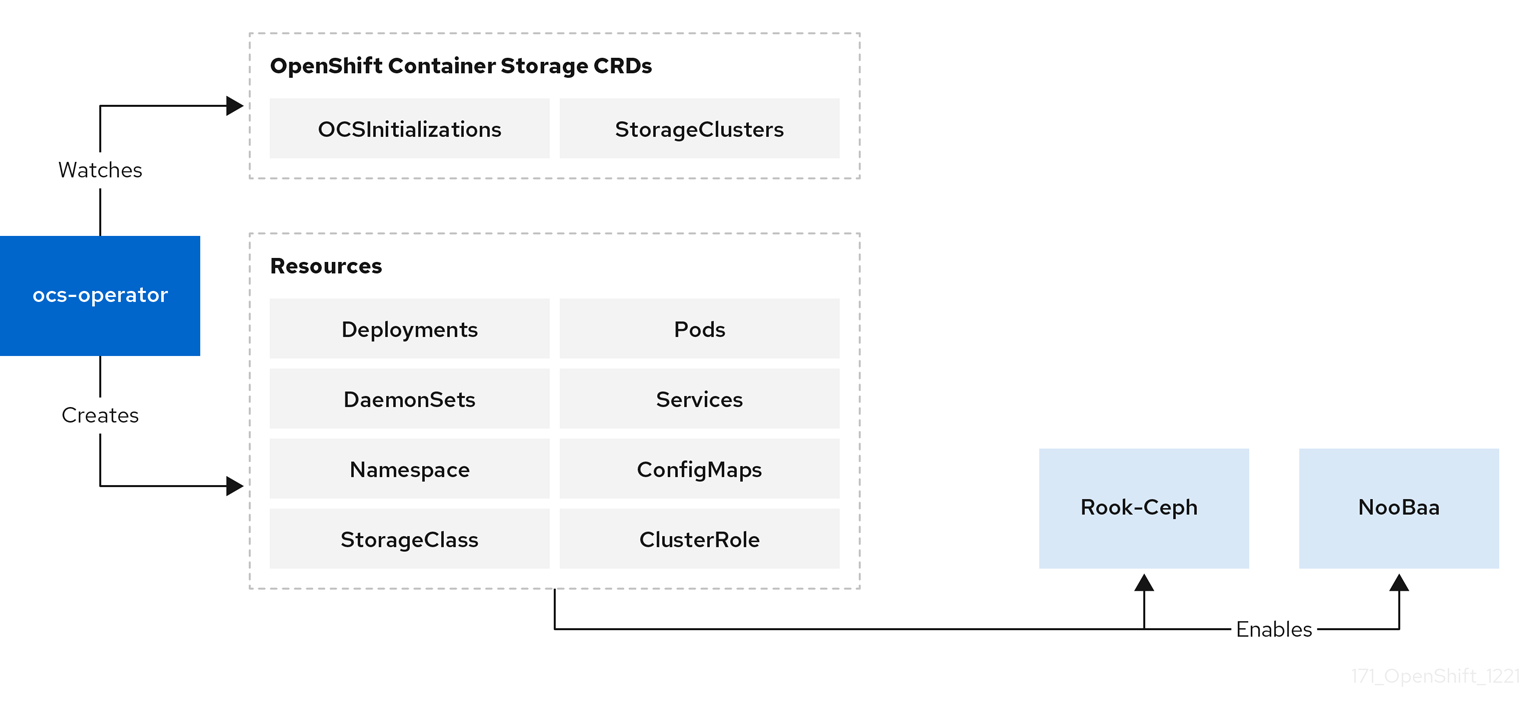 OpenShift Container Storage CRDs
OCSInitializations
StorageClusters
Watches
ocs-operator
Creates
Resources
Deployments
Pods
DaemonSets
Services
Namespace
ConfigMaps
StorageClass
ClusterRole
Rook-Ceph
NooBaa
Enables
171_OpenShift_1221